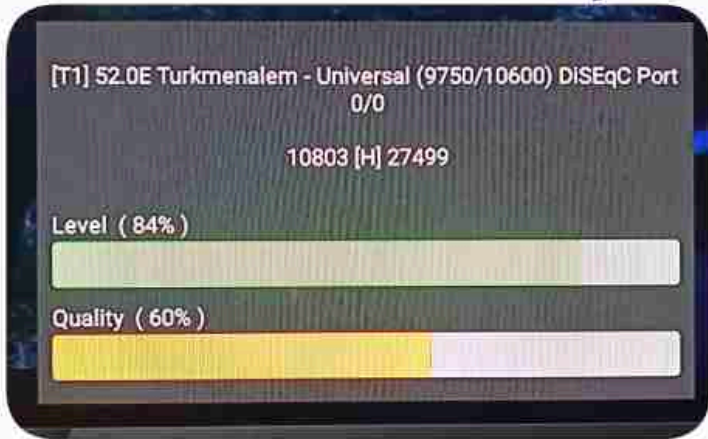 [T1] 52.0E Turkmenalem - Universal (9750/10600) DiSEqC Port
0/0
10803 [H] 27499
Level ( 84% )
Quality ( 60% )